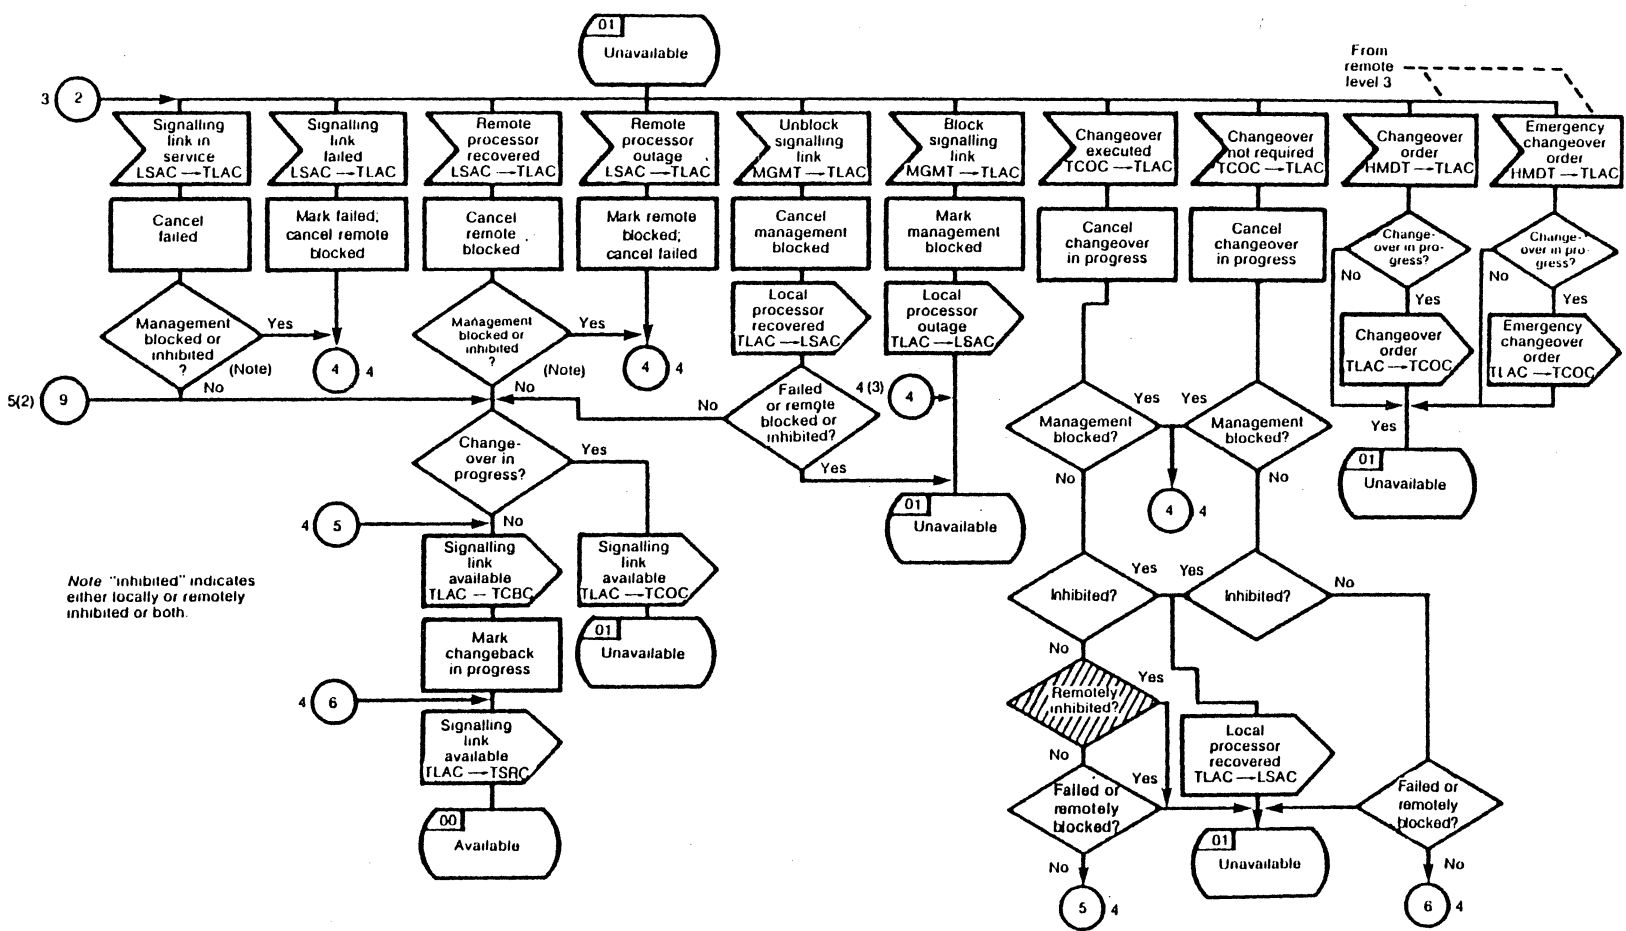 01
Unavailable
From
remote
level 3
3
2
Signalling
link in
service
LSAC → TLAC
Signalling
link
failed
LSAC → TLAC
Remote
processor
recovered
LSAC → TLAC
Remote
processor
outage
LSAC → TLAC
Unblock
signalling
link
MGMT → TLAC
Block
signalling
link
MGMT → TLAC
Changeover
executed
TCOC → TLAC
Changeover
not required
TCOC → TLAC
Changeover
order
HMDT → TLAC
Emergency
changeover
order
HMDT → TLAC
Cancel
failed
Mark failed;
cancel remote
blocked
Cancel
remote
blocked
Mark remote
blocked;
cancel failed
Cancel
management
blocked
Mark
management
blocked
Cancel
changeover
in progress
Cancel
changeover
in progress
Change-
over in pro-
gress?
No
Yes
Change-
over in pro-
gress?
No
Yes
Management
blocked or
inhibited
?
Yes
(Note)
No
4
4
Management
blocked or
inhibited
?
Yes
(Note)
No
4
4
Local
processor
recovered
TLAC → LSAC
Local
processor
outage
TLAC → LSAC
Changeover
order
TLAC → TCOC
Emergency
changeover
order
TLAC → TCOC
5(2)
9
Failed
or remote
blocked or
inhibited?
No
Yes
4 (3)
4
Management
blocked?
Yes
No
Yes
Management
blocked?
No
4
4
Yes
01
Unavailable
Change-
over in
progress?
Yes
No
4
5
01
Unavailable
Signalling
link
available
TLAC — TCBC
Signalling
link
available
TLAC → TCOC
Note "inhibited" indicates
either locally or remotely
inhibited or both.
Inhibited?
Yes
No
Yes
Inhibited?
No
Mark
changeback
in progress
01
Unavailable
Remotely
inhibited?
Yes
No
4
6
Signalling
link
available
TLAC → TSRC
Local
processor
recovered
TLAC → LSAC
Failed or
remotely
blocked?
Yes
No
Failed or
remotely
blocked?
No
00
Available
01
Unavailable
5
4
6
4